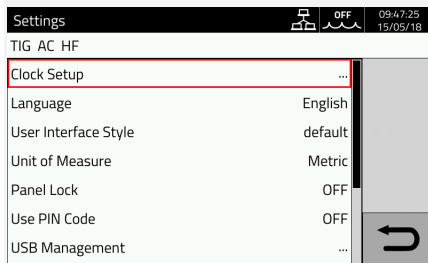 Settings
OFF
09:47:25
15/05/18
TIG AC HF
Clock Setup ...
Language English
User Interface Style default
Unit of Measure Metric
Panel Lock OFF
Use PIN Code OFF
USB Management ...